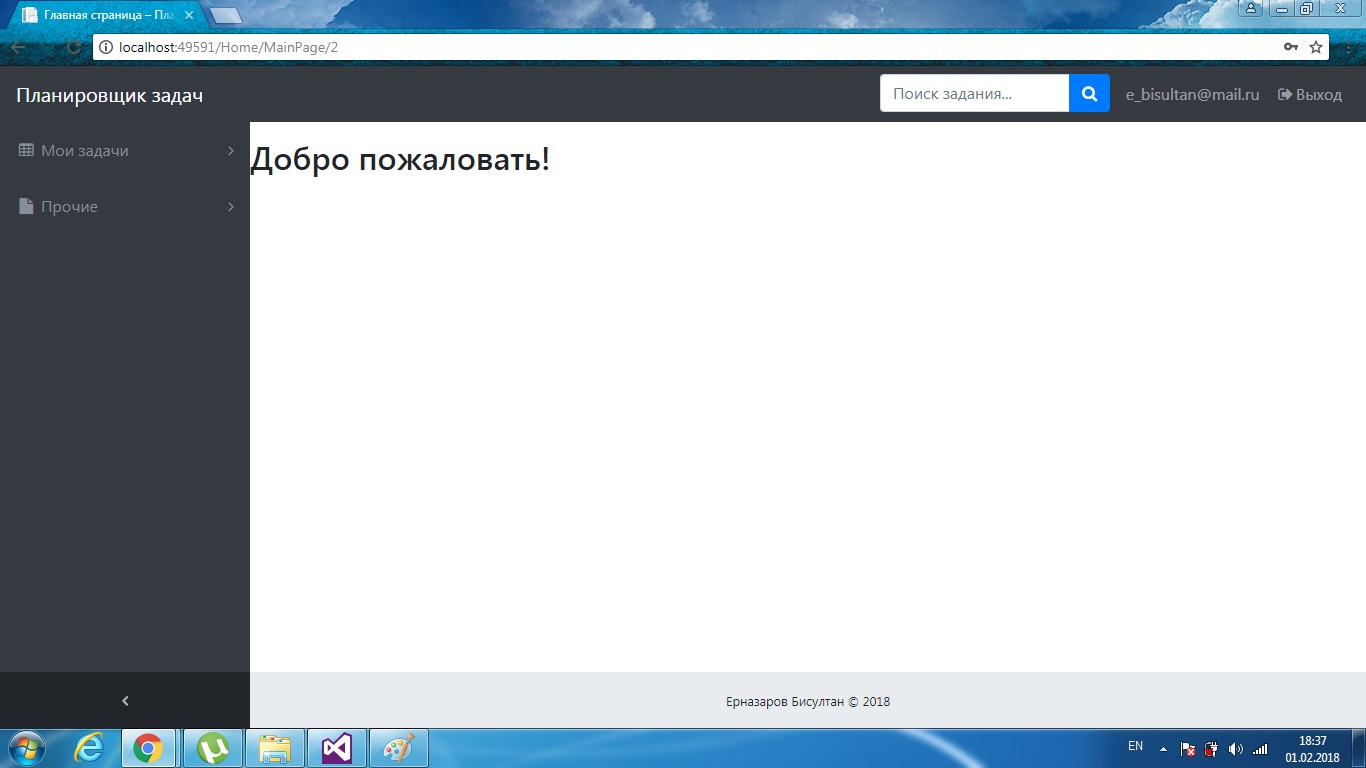 Главная страница – Пла
localhost:49591/Home/MainPage/2
Планировщик задач
Поиск задания...
e_bisultan@mail.ru
Выход
Мои задачи
Добро пожаловать!
Прочие
Ерназаров Бисултан © 2018
EN
18:37
01.02.2018